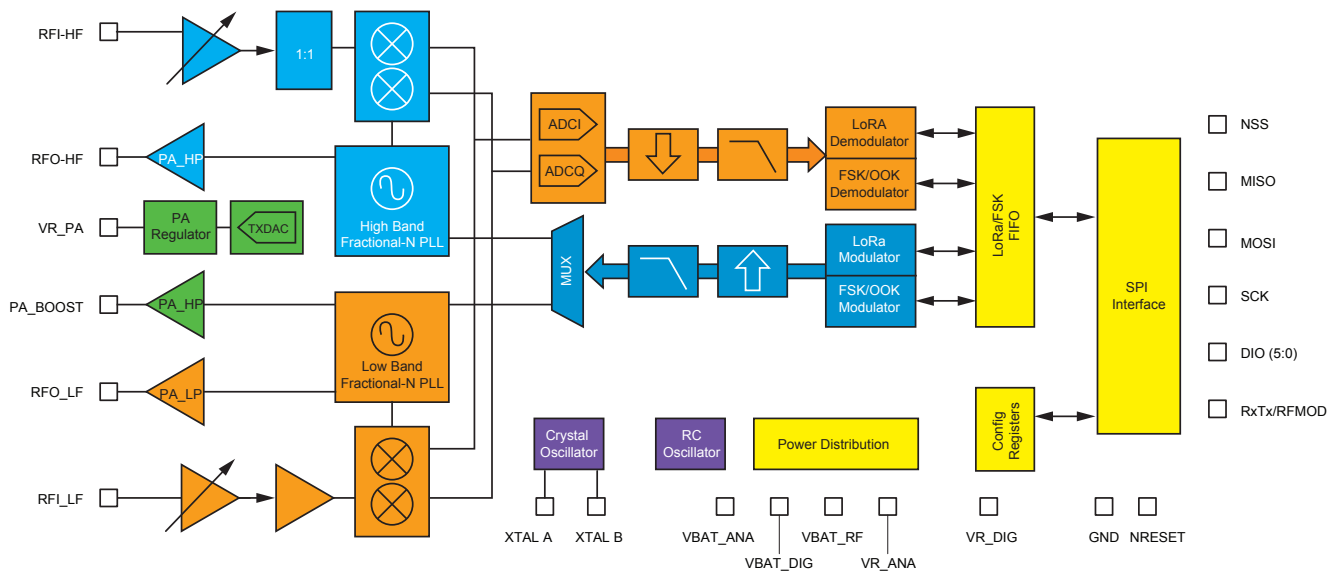 RFI-HF
1:1
RFO-HF
PA_HP
VR_PA
PA
Regulator
TXDAC
High Band
Fractional-N PLL
PA_BOOST
PA_HP
Low Band
Fractional-N PLL
RFO_LF
PA_LP
RFI_LF
ADCI
ADCQ
MUX
LoRA
Demodulator
FSK/OOK
Demodulator
LoRa
Modulator
FSK/OOK
Modulator
LoRa/FSK
FIFO
SPI
Interface
Config
Registers
NSS
MISO
MOSI
SCK
DIO (5:0)
RxTx/RFMOD
Crystal
Oscillator
RC
Oscillator
Power Distribution
XTAL A
XTAL B
VBAT_ANA
VBAT_DIG
VBAT_RF
VR_ANA
VR_DIG
GND
NRESET